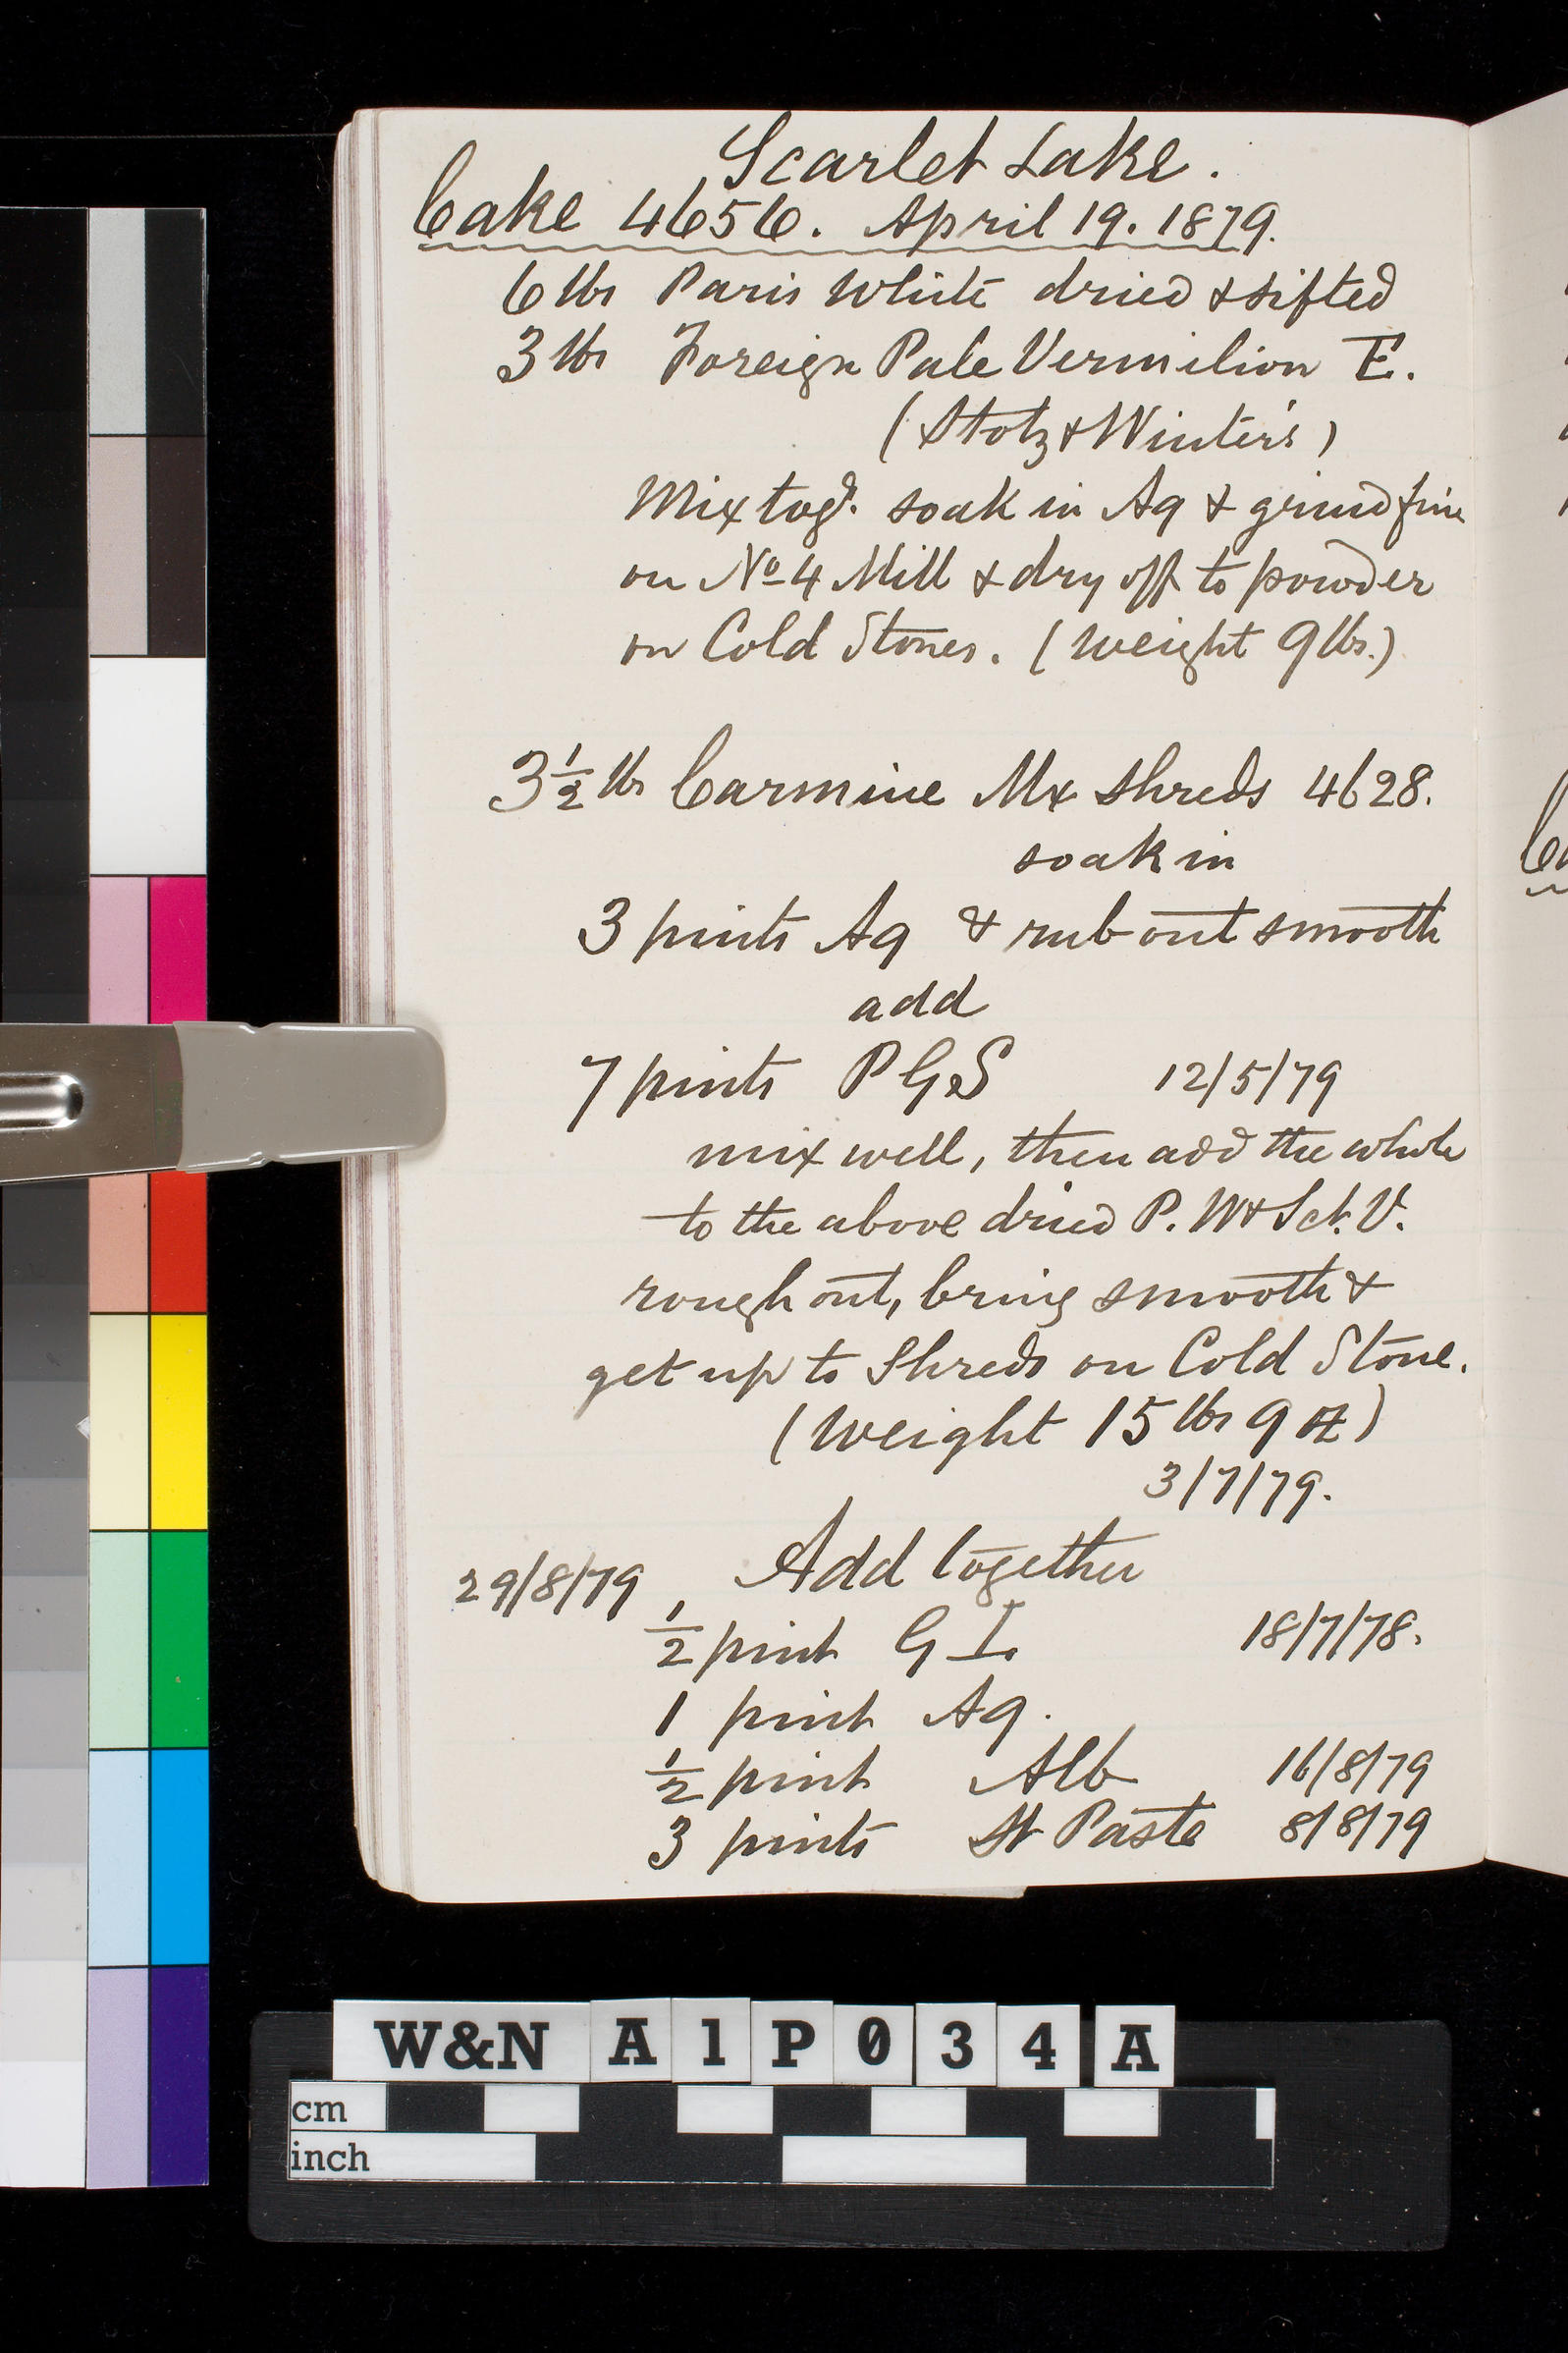 Scarlet Lake.
Cake 4656. April 19. 1879.
6 lbs Paris White dried & sifted
3 lbs Foreign Pale Vermilion E.
(Stotz & Winter's)
Mix togr. soak in Aq & grind fine
on No 4 Mill & dry off to powder
on Cold Stones. (Weight 9 lbs.)
3 1/2 lbs Carmine Mx Shreds 4628.
soak in
3 pints Aq & rub out smooth
add
7 pints P G S 12/5/79
mix well, then add the whole
to the above dried P. W & Sct. V.
rough out, bring smooth &
get up to Shreds on Cold Stone.
(Weight 15 lbs 9 oz)
3/7/79.
29/8/79 Add together
1/2 pint G I. 18/7/78.
1 pint Aq.
1/2 pint Alb 16/8/79
3 pints St Paste 8/8/79
W&N A1P034A
cm
inch